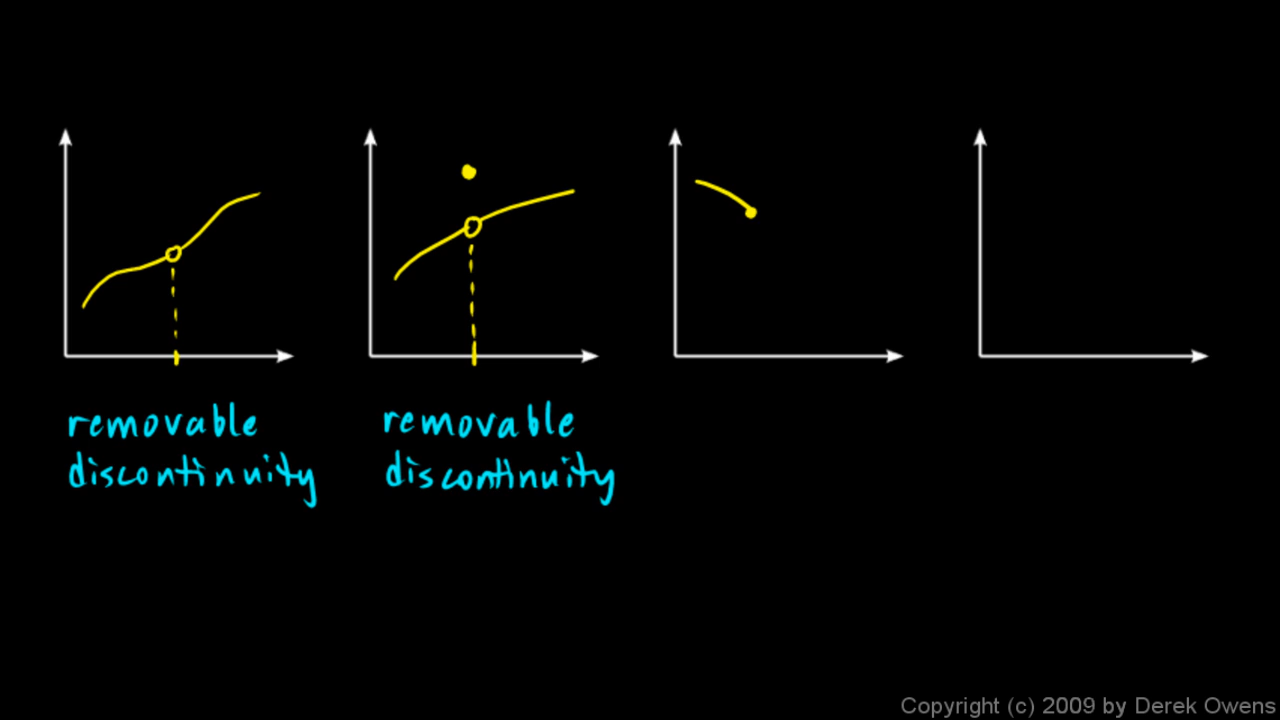 removable
discontinuity
removable
discontinuity
Copyright (c) 2009 by Derek Owens